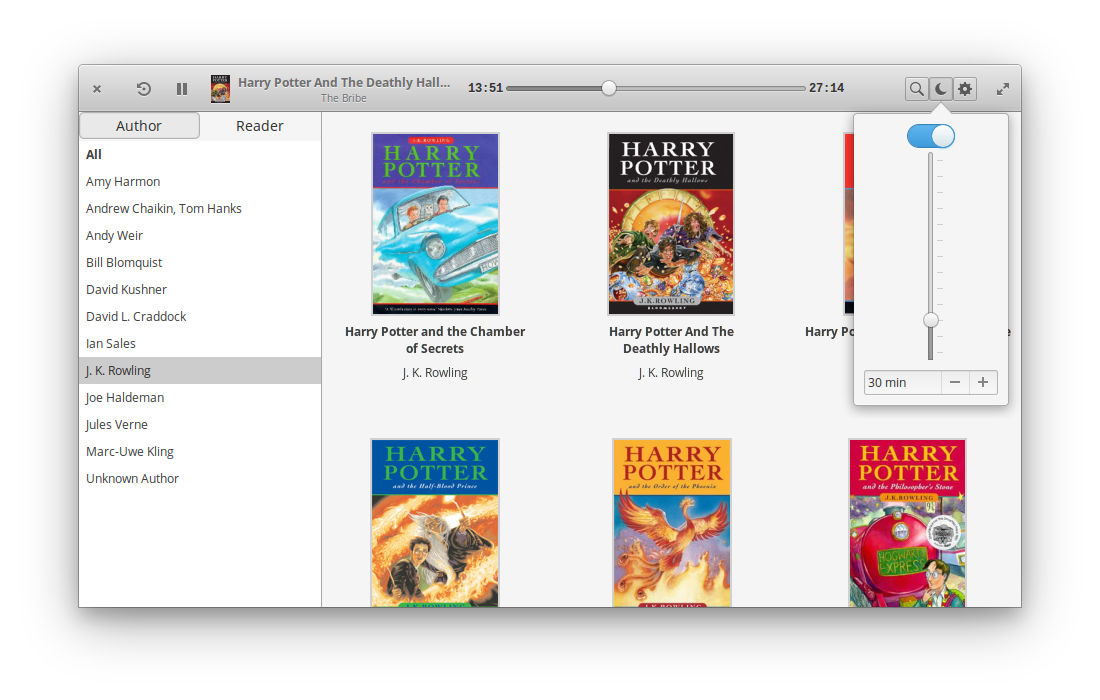 Harry Potter And The Deathly Hall...
The Bribe
13:51
27:14
Author
Reader
All
Amy Harmon
Andrew Chaikin, Tom Hanks
Andy Weir
Bill Blomquist
David Kushner
David L. Craddock
Ian Sales
J. K. Rowling
Joe Haldeman
Jules Verne
Marc-Uwe Kling
Unknown Author
J.K.ROWLING
HARRY
POTTER
and the Chamber of Secrets
Harry Potter and the Chamber
of Secrets
J. K. Rowling
HARRY
POTTER
and the Deathly Hallows
J.K.ROWLING
BLOOMSBURY
Harry Potter And The
Deathly Hallows
J. K. Rowling
Harry Po
e
30 min
HARRY
POTTER
and the Half-Blood Prince
J.K.ROWLING
HARRY
POTTER
and the Order of the Phoenix
J.K.ROWLING
HARRY
POTTER
and the Philosopher's Stone
J.K.ROWLING
HOGWARTS
EXPRESS